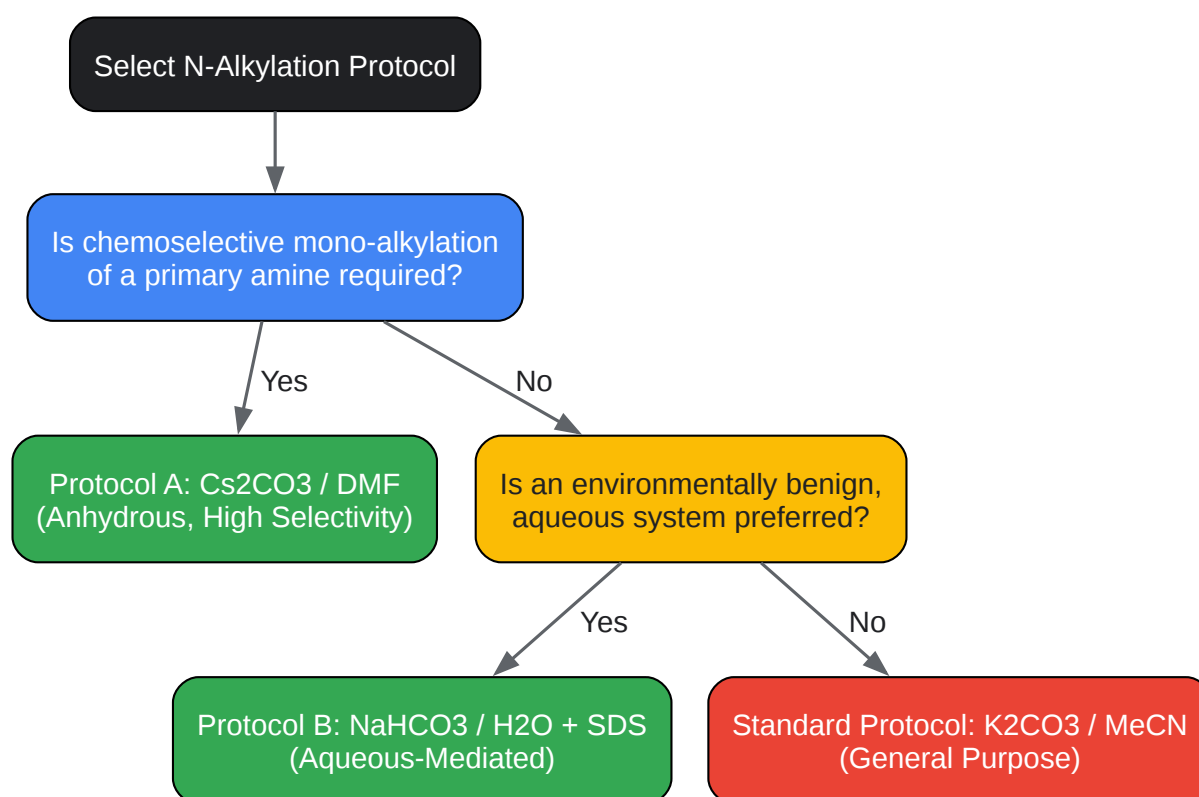 Select N-Alkylation Protocol
Is chemoselective mono-alkylation
of a primary amine required?
Yes
No
Protocol A: Cs2CO3 / DMF
(Anhydrous, High Selectivity)
Is an environmentally benign,
aqueous system preferred?
Yes
No
Protocol B: NaHCO3 / H2O + SDS
(Aqueous-Mediated)
Standard Protocol: K2CO3 / MeCN
(General Purpose)